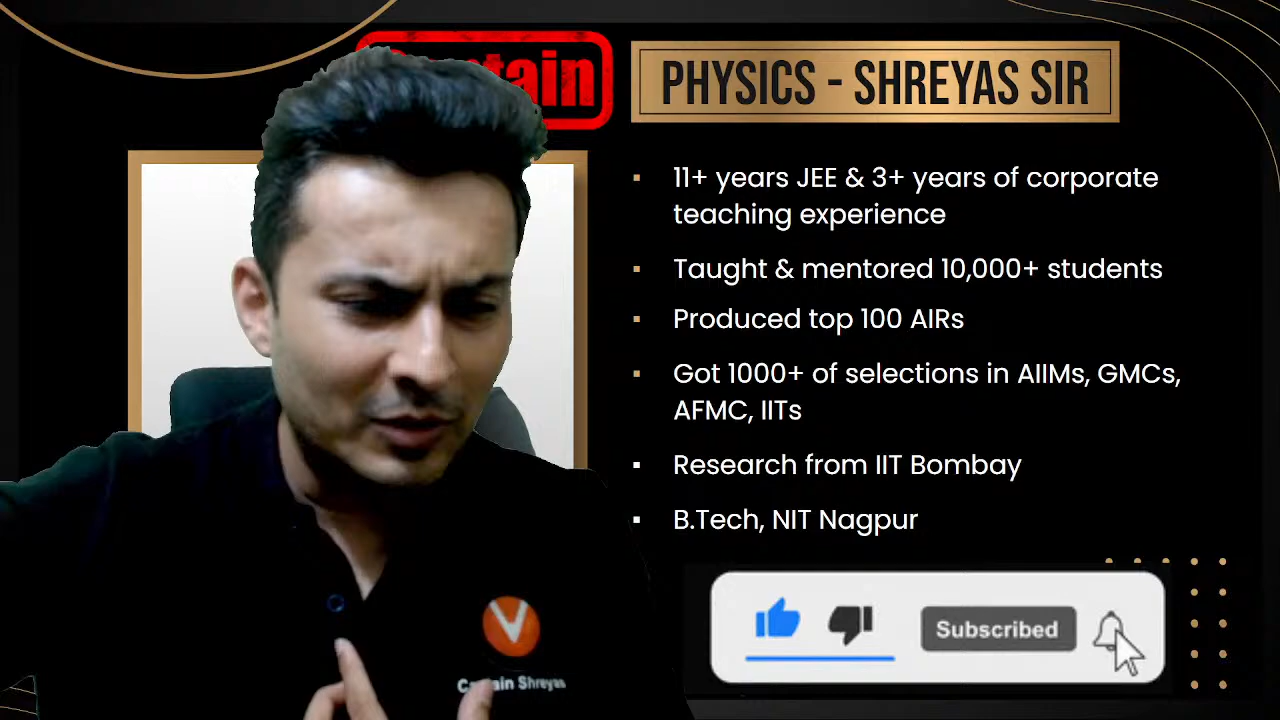 PHYSICS - SHREYAS SIR
▪ 11+ years JEE & 3+ years of corporate
teaching experience
▪ Taught & mentored 10,000+ students
▪ Produced top 100 AIRs
▪ Got 1000+ of selections in AIIMs, GMCs,
AFMC, IITs
▪ Research from IIT Bombay
▪ B.Tech, NIT Nagpur
Subscribed
V
Captain Shreyas